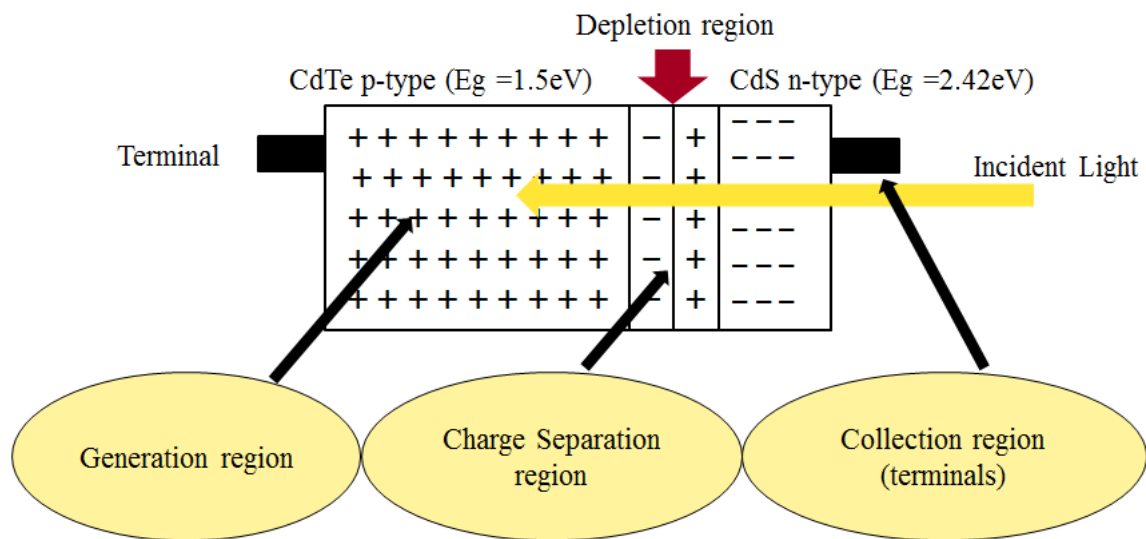 Depletion region
CdTe p-type (Eg =1.5eV)
CdS n-type (Eg =2.42eV)
+ + + + + + + + + − + − − −
− − −
Terminal
Incident Light
+ + + + + + + + + − +
+ + + + + + + + + − + − − −
+ + + + + + + + + − + − − −
+ + + + + + + + + − + − − −
Generation region
Charge Separation
region
Collection region
(terminals)